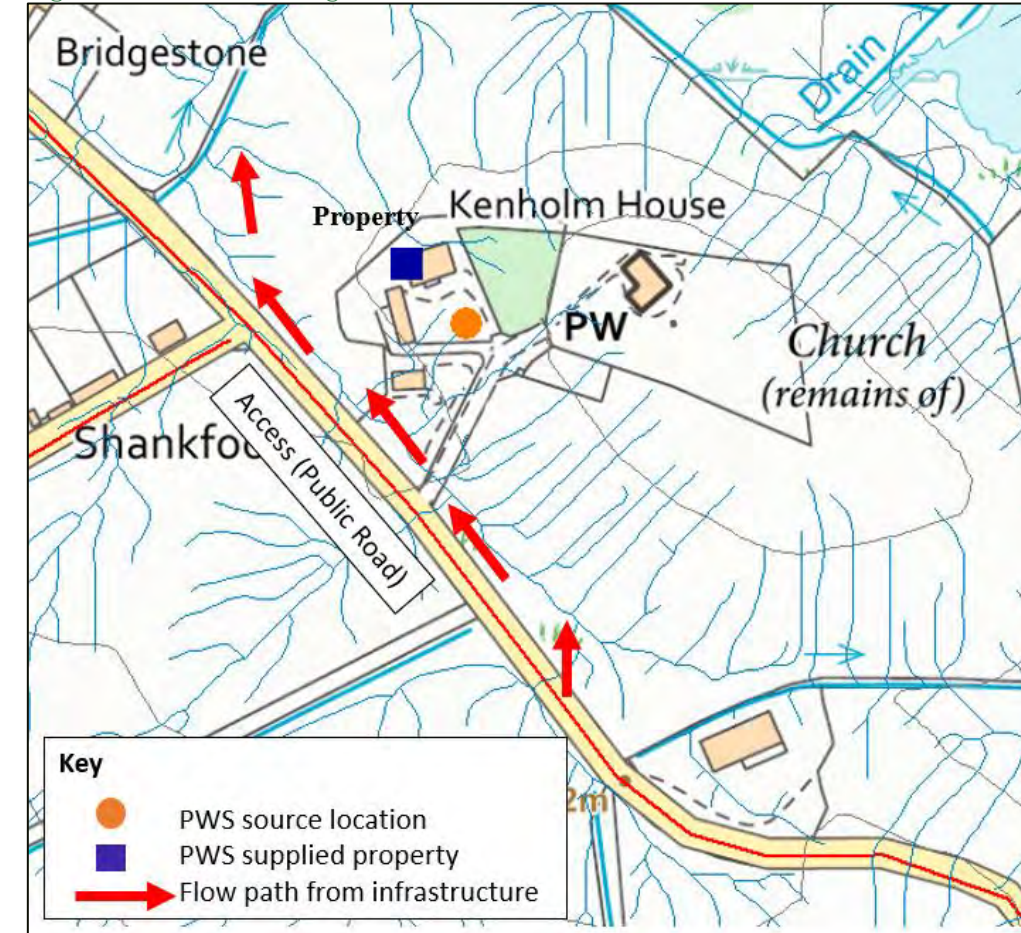 Bridgestone
Drain
Property
Kenholm House
PW
Church
(remains of)
Access (Public Road)
2m
Key
PWS source location
PWS supplied property
Flow path from infrastructure